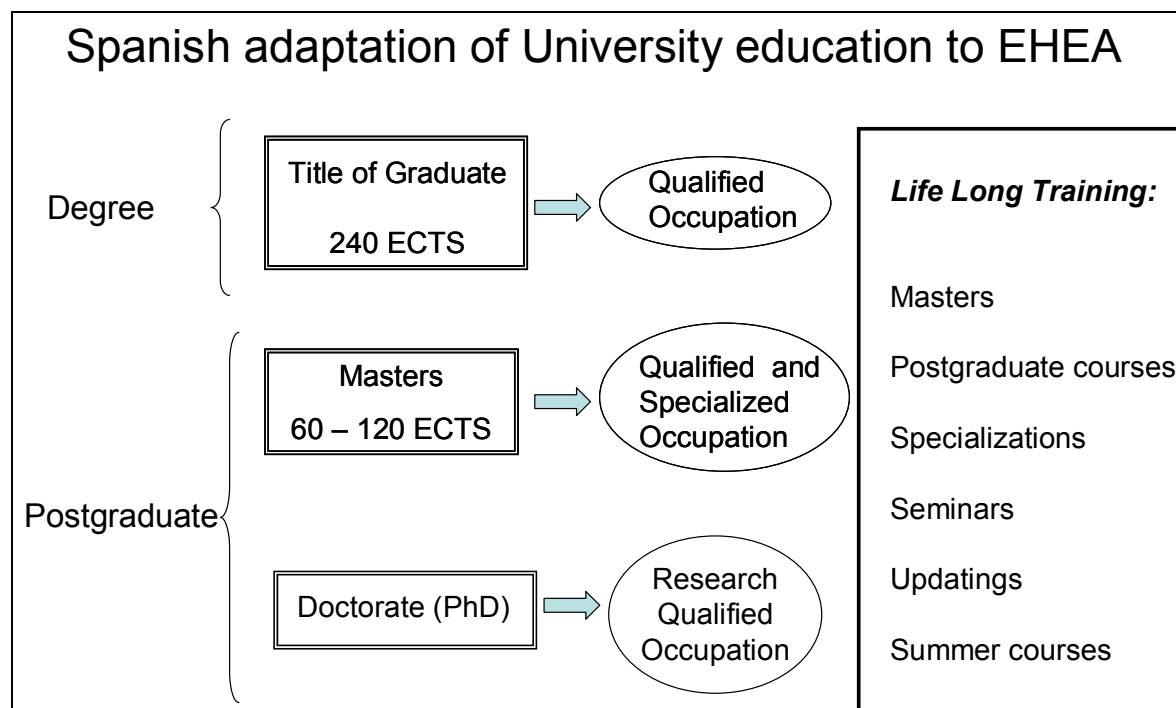 Spanish adaptation of University education to EHEA
Degree
Title of Graduate
240 ECTS
Qualified
Occupation
Postgraduate
Masters
60 – 120 ECTS
Qualified and
Specialized
Occupation
Doctorate (PhD)
Research
Qualified
Occupation
Life Long Training:
Masters
Postgraduate courses
Specializations
Seminars
Updatings
Summer courses